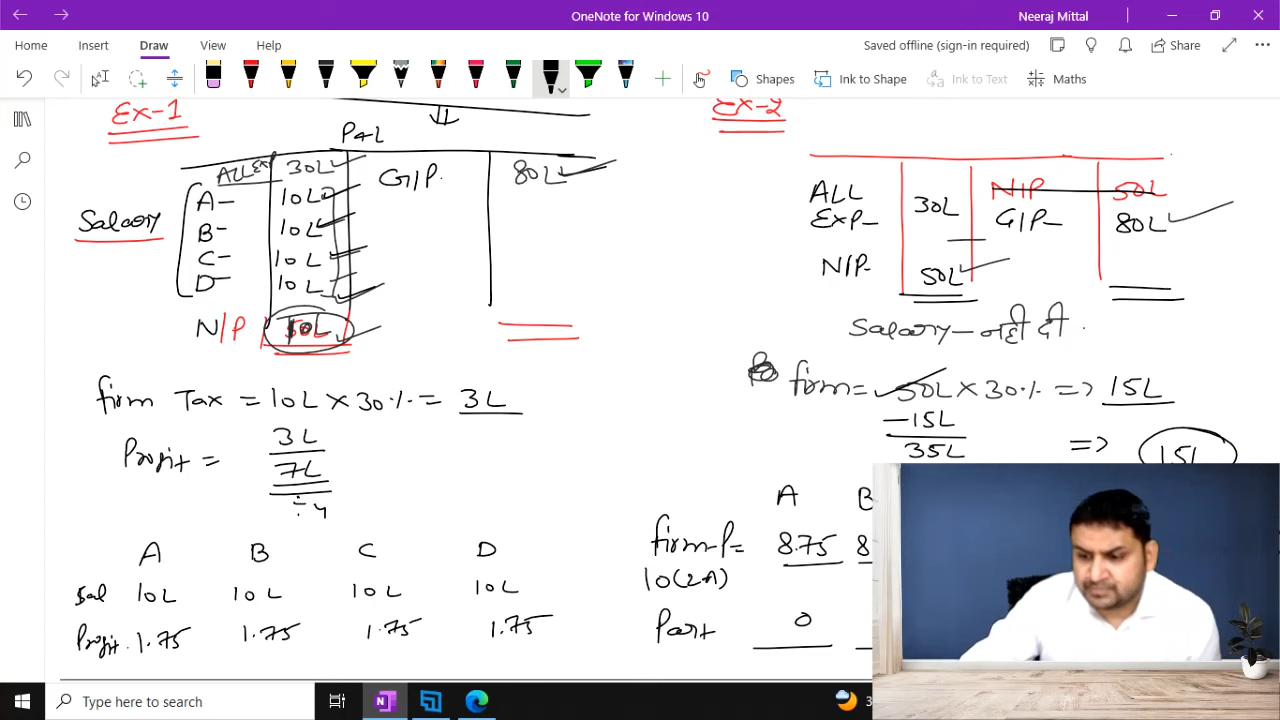 OneNote for Windows 10
Neeraj Mittal
Home Insert Draw View Help
Saved offline (sign-in required)
Share
Shapes
Ink to Shape
Ink to Text
Maths
Ex-1
P&L
ALL Ex 30L G/P. 80L
Salary
A- 10L
B- 10L
C- 10L
D- 10L
N/P 10L
firm Tax = 10L X 30% = 3L
Profit = 3L
7L
÷4
A B C D
Sal 10L 10L 10L 10L
Profit. 1.75 1.75 1.75 1.75
Ex-2
N/P 50L
ALL EXP- 30L G/P- 80L
N/P- 50L
Salary - नही दी
firm = 50L X 30% => 15L
-15L
35L => 15L
A B
firm-P= 8.75 8
10(2A)
Part 0
Type here to search
3